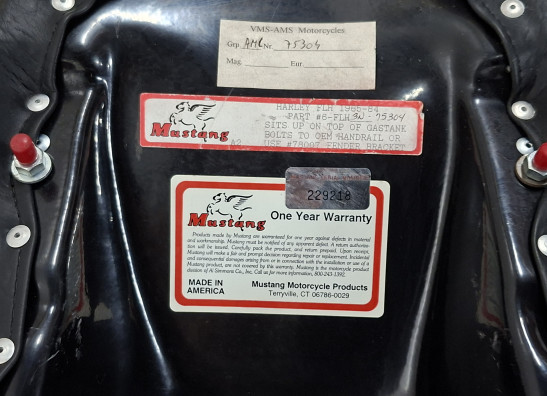 VMS-AMS Motorcycles
Grp. AML Nr. 75304
Mag. Eur.
HARLEY FLH 1965-84
PART #8-FLH 3N - 75304
SITS UP ON TOP OF GASTANE
BOLTS TO OEM HANDRAIL OR
USE #78007 FENDER BRACKET
Mustang
A2
229218
Mustang
One Year Warranty
Products made by Mustang are warranteed for one year against defects in material
and workmanship. Mustang must be notified of any apparent defect. A return authoriza-
tion will be issued. Carefully pack the product, and return prepaid. Upon receipt,
Mustang will make a fair and prompt decision regarding repair or replacement. Incidental
and consequential damages arising from or in connection with the installation or use of a
Mustang product, are not covered by this warranty. Mustang is the motorcycle product
division of Al Simmons Co., Inc. Call us for more information, 800-243-1392.
MADE IN
AMERICA
Mustang Motorcycle Products
Terryville, CT 06786-0029